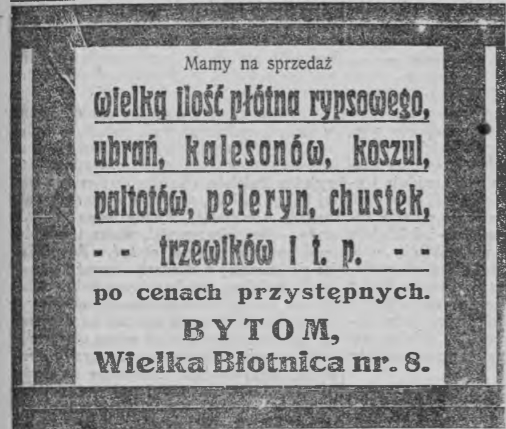 Mamy na sprzedaż
wielką ilość płótna rypsowego,
ubrań, kalesonów, koszul,
paltotów, peleryn, chustek,
- - trzewików i t. p. - -
po cenach przystępnych.
BYTOM,
Wielka Błotnica nr. 8.